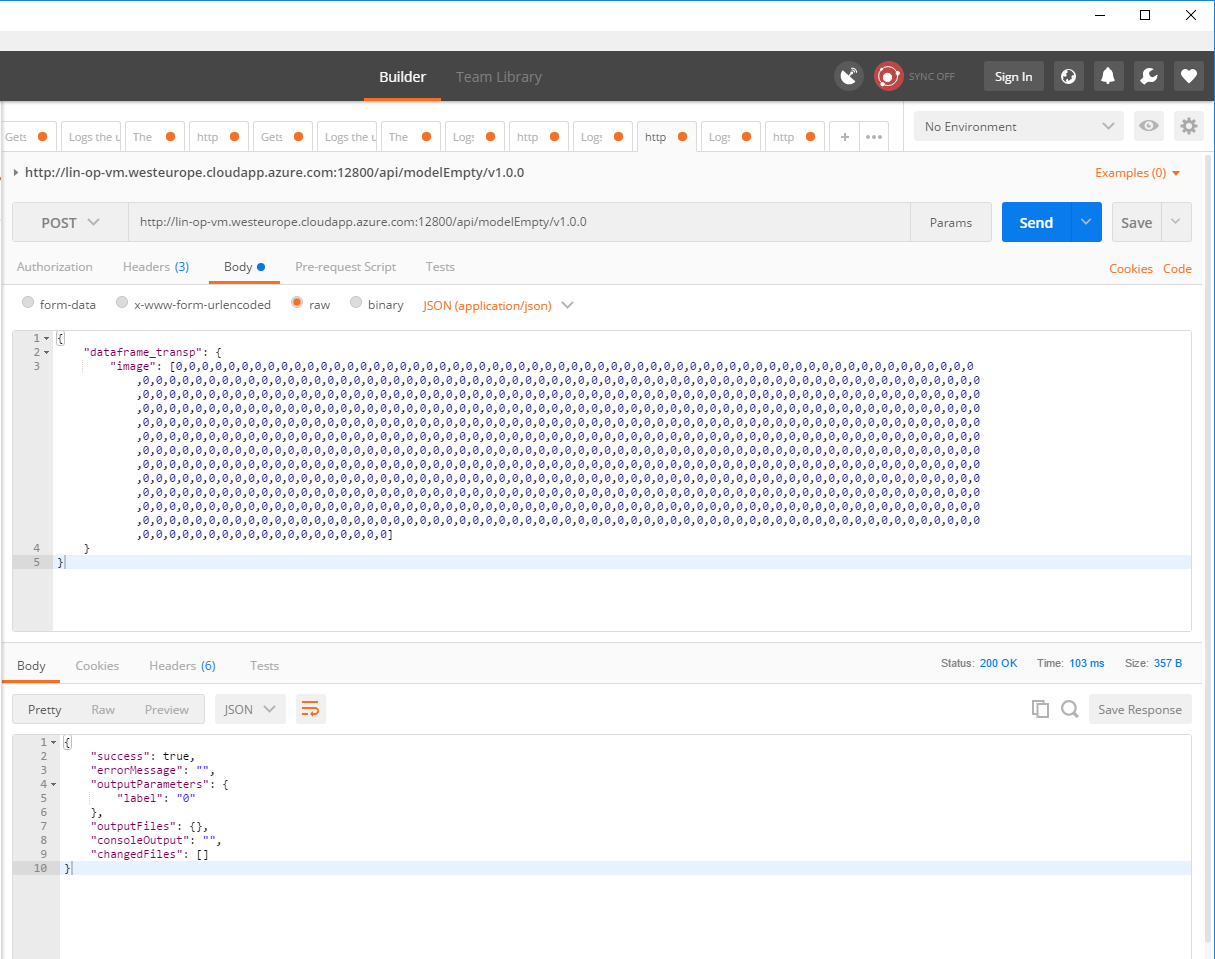 Builder Team Library SYNC OFF Sign In
Gets Logs the u The http Gets Logs the u The Logs http Logs http Logs http + •••
No Environment
http://lin-op-vm.westeurope.cloudapp.azure.com:12800/api/modelEmpty/v1.0.0 Examples (0)
POST http://lin-op-vm.westeurope.cloudapp.azure.com:12800/api/modelEmpty/v1.0.0 Params Send Save
Authorization Headers (3) Body Pre-request Script Tests Cookies Code
form-data x-www-form-urlencoded raw binary JSON (application/json)
1 {
2 "dataframe_transp": {
3 "image": [0,0,0,0,0,0,0,0,0,0,0,0,0,0,0,0,0,0,0,0,0,0,0,0,0,0,0,0,0,0,0,0,0,0,0,0,0,0,0,0,0,0,0,0,0,0,0,0,0,0,0,0,0,0,0,0,0,0,0,0,0
,0,0,0,0,0,0,0,0,0,0,0,0,0,0,0,0,0,0,0,0,0,0,0,0,0,0,0,0,0,0,0,0,0,0,0,0,0,0,0,0,0,0,0,0,0,0,0,0,0,0,0,0,0,0,0,0,0,0,0,0,0,0,0,0
,0,0,0,0,0,0,0,0,0,0,0,0,0,0,0,0,0,0,0,0,0,0,0,0,0,0,0,0,0,0,0,0,0,0,0,0,0,0,0,0,0,0,0,0,0,0,0,0,0,0,0,0,0,0,0,0,0,0,0,0,0,0,0,0
,0,0,0,0,0,0,0,0,0,0,0,0,0,0,0,0,0,0,0,0,0,0,0,0,0,0,0,0,0,0,0,0,0,0,0,0,0,0,0,0,0,0,0,0,0,0,0,0,0,0,0,0,0,0,0,0,0,0,0,0,0,0,0,0
,0,0,0,0,0,0,0,0,0,0,0,0,0,0,0,0,0,0,0,0,0,0,0,0,0,0,0,0,0,0,0,0,0,0,0,0,0,0,0,0,0,0,0,0,0,0,0,0,0,0,0,0,0,0,0,0,0,0,0,0,0,0,0,0
,0,0,0,0,0,0,0,0,0,0,0,0,0,0,0,0,0,0,0,0,0,0,0,0,0,0,0,0,0,0,0,0,0,0,0,0,0,0,0,0,0,0,0,0,0,0,0,0,0,0,0,0,0,0,0,0,0,0,0,0,0,0,0,0
,0,0,0,0,0,0,0,0,0,0,0,0,0,0,0,0,0,0,0,0,0,0,0,0,0,0,0,0,0,0,0,0,0,0,0,0,0,0,0,0,0,0,0,0,0,0,0,0,0,0,0,0,0,0,0,0,0,0,0,0,0,0,0,0
,0,0,0,0,0,0,0,0,0,0,0,0,0,0,0,0,0,0,0,0,0,0,0,0,0,0,0,0,0,0,0,0,0,0,0,0,0,0,0,0,0,0,0,0,0,0,0,0,0,0,0,0,0,0,0,0,0,0,0,0,0,0,0,0
,0,0,0,0,0,0,0,0,0,0,0,0,0,0,0,0,0,0,0,0,0,0,0,0,0,0,0,0,0,0,0,0,0,0,0,0,0,0,0,0,0,0,0,0,0,0,0,0,0,0,0,0,0,0,0,0,0,0,0,0,0,0,0,0
,0,0,0,0,0,0,0,0,0,0,0,0,0,0,0,0,0,0,0,0,0,0,0,0,0,0,0,0,0,0,0,0,0,0,0,0,0,0,0,0,0,0,0,0,0,0,0,0,0,0,0,0,0,0,0,0,0,0,0,0,0,0,0,0
,0,0,0,0,0,0,0,0,0,0,0,0,0,0,0,0,0,0,0,0,0,0,0,0,0,0,0,0,0,0,0,0,0,0,0,0,0,0,0,0,0,0,0,0,0,0,0,0,0,0,0,0,0,0,0,0,0,0,0,0,0,0,0,0
,0,0,0,0,0,0,0,0,0,0,0,0,0,0,0,0,0,0,0,0,0,0,0,0,0,0,0,0,0,0,0,0,0,0,0,0,0,0,0,0,0,0,0,0,0,0,0,0,0,0,0,0,0,0,0,0,0,0,0,0,0,0,0,0
,0,0,0,0,0,0,0,0,0,0,0,0,0,0,0,0,0,0,0]
4 }
5 }
Body Cookies Headers (6) Tests Status: 200 OK Time: 103 ms Size: 357 B
Pretty Raw Preview JSON Save Response
1 {
2 "success": true,
3 "errorMessage": "",
4 "outputParameters": {
5 "label": "0"
6 },
7 "outputFiles": {},
8 "consoleOutput": "",
9 "changedFiles": []
10 }